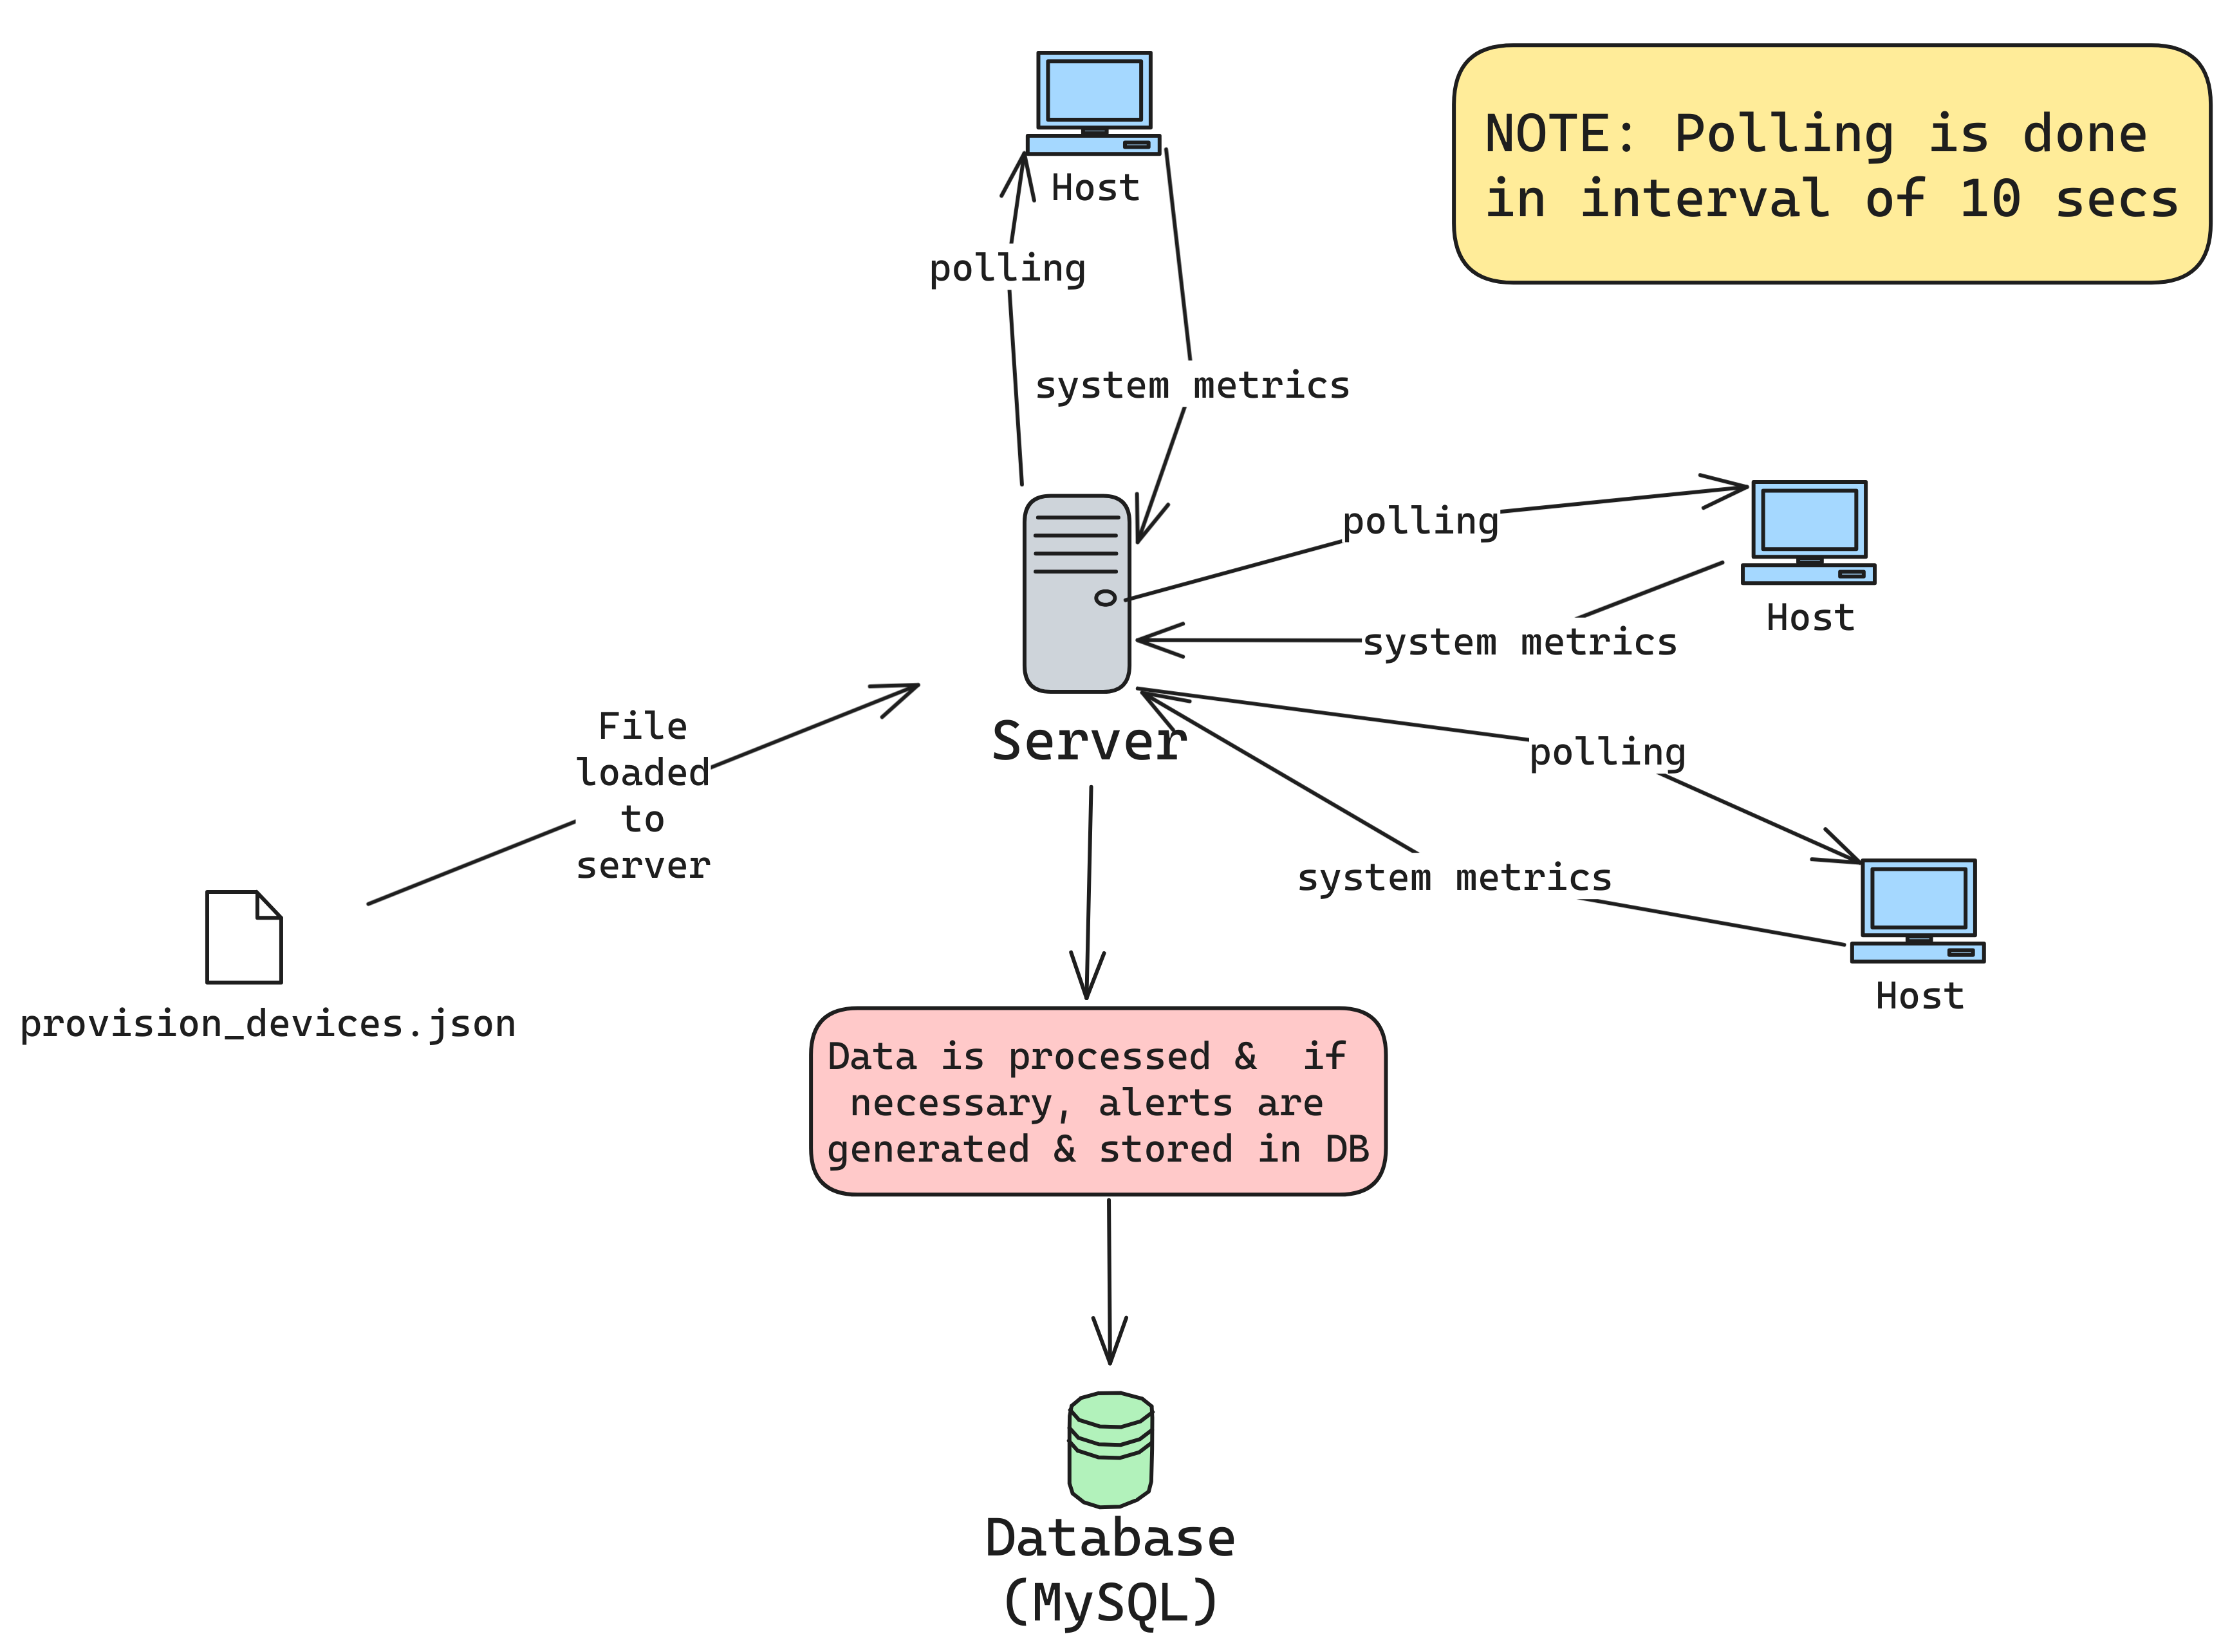 Host
NOTE: Polling is done
in interval of 10 secs
polling
system metrics
polling
Host
system metrics
File
loaded
to
server
Server
polling
system metrics
Host
provision_devices.json
Data is processed &  if
necessary, alerts are
generated & stored in DB
Database
(MySQL)